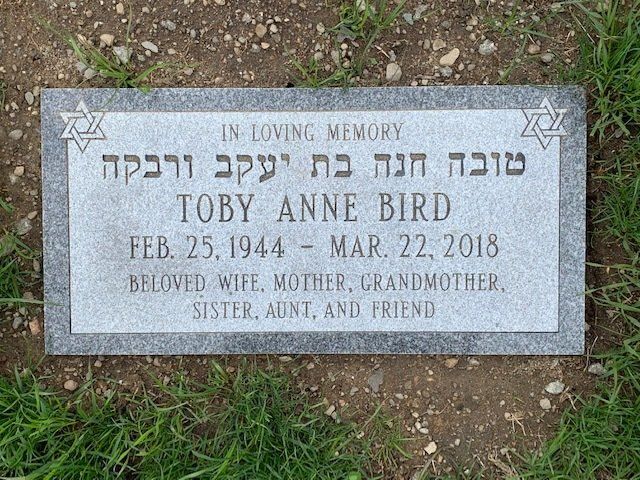 IN LOVING MEMORY
טובה חנה בת יעקב ורבקה
TOBY ANNE BIRD
FEB. 25, 1944 – MAR. 22, 2018
BELOVED WIFE, MOTHER, GRANDMOTHER,
SISTER, AUNT, AND FRIEND